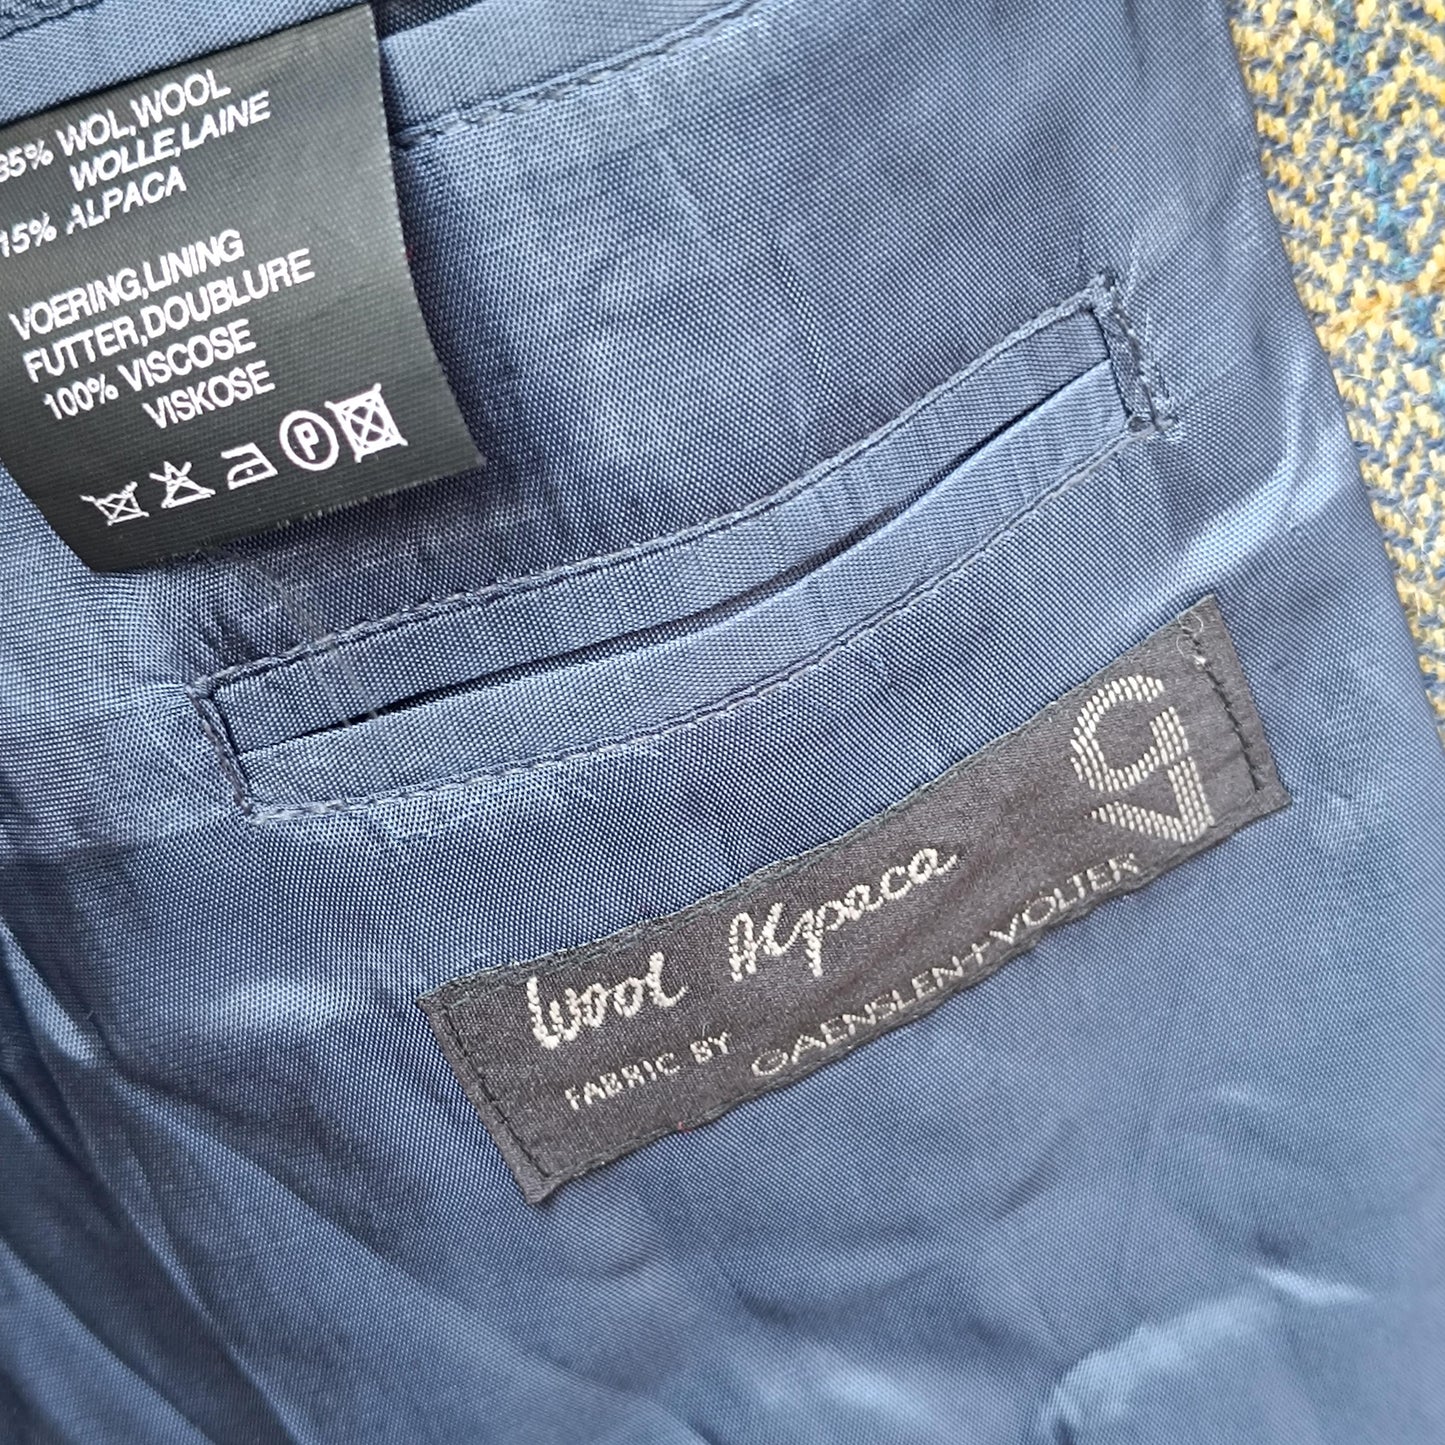 85% WOL,WOOL
WOLLE,LAINE
15% ALPACA
VOERING,LINING
FUTTER,DOUBLURE
100% VISCOSE
VISKOSE
P
GV
Wool Alpaca
FABRIC BY GAENSLEN+VOLTER